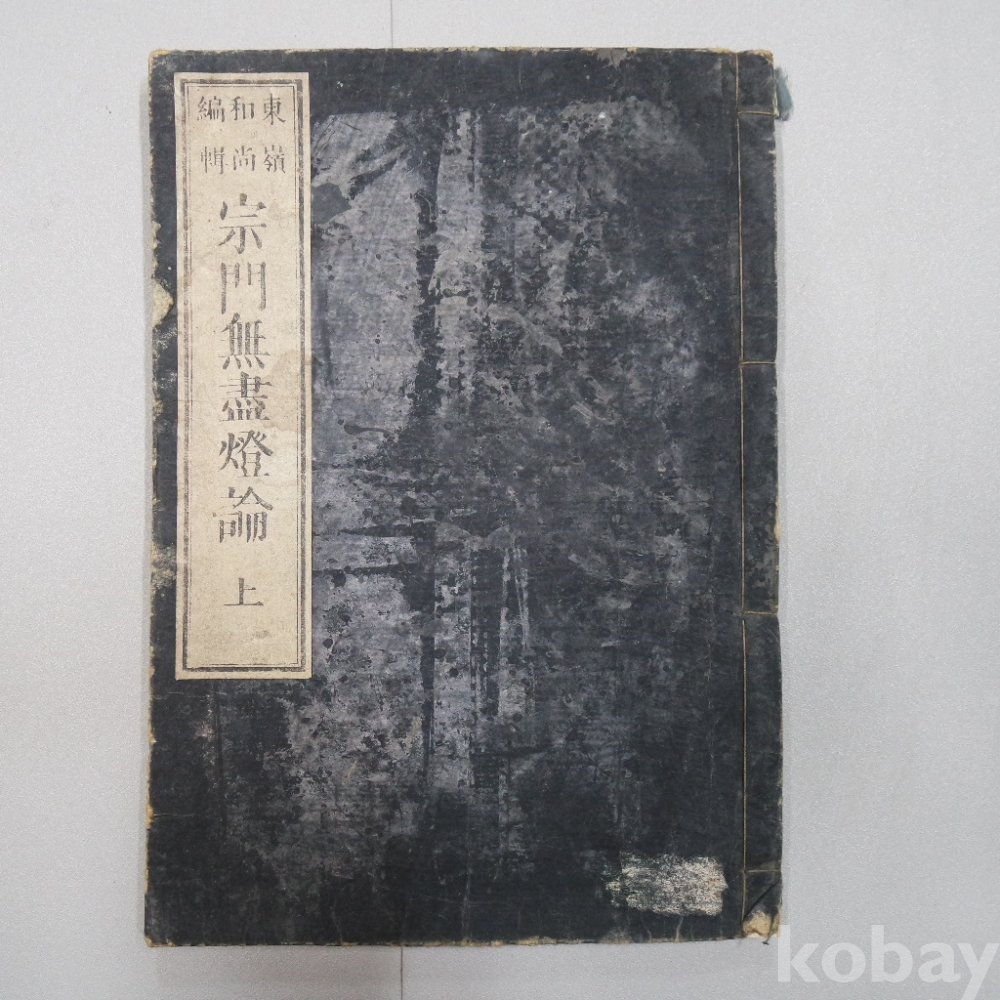 東嶺
和尚
編輯
宗門無盡燈論
上
kobay